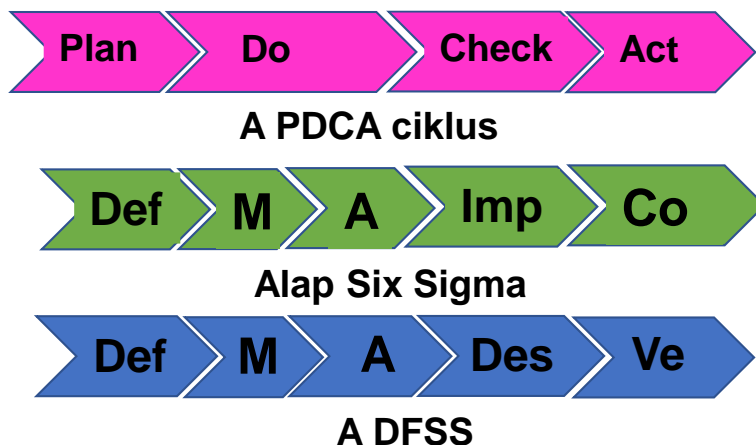 Plan Do Check Act
A PDCA ciklus
Def M A Imp Co
Alap Six Sigma
Def M A Des Ve
A DFSS